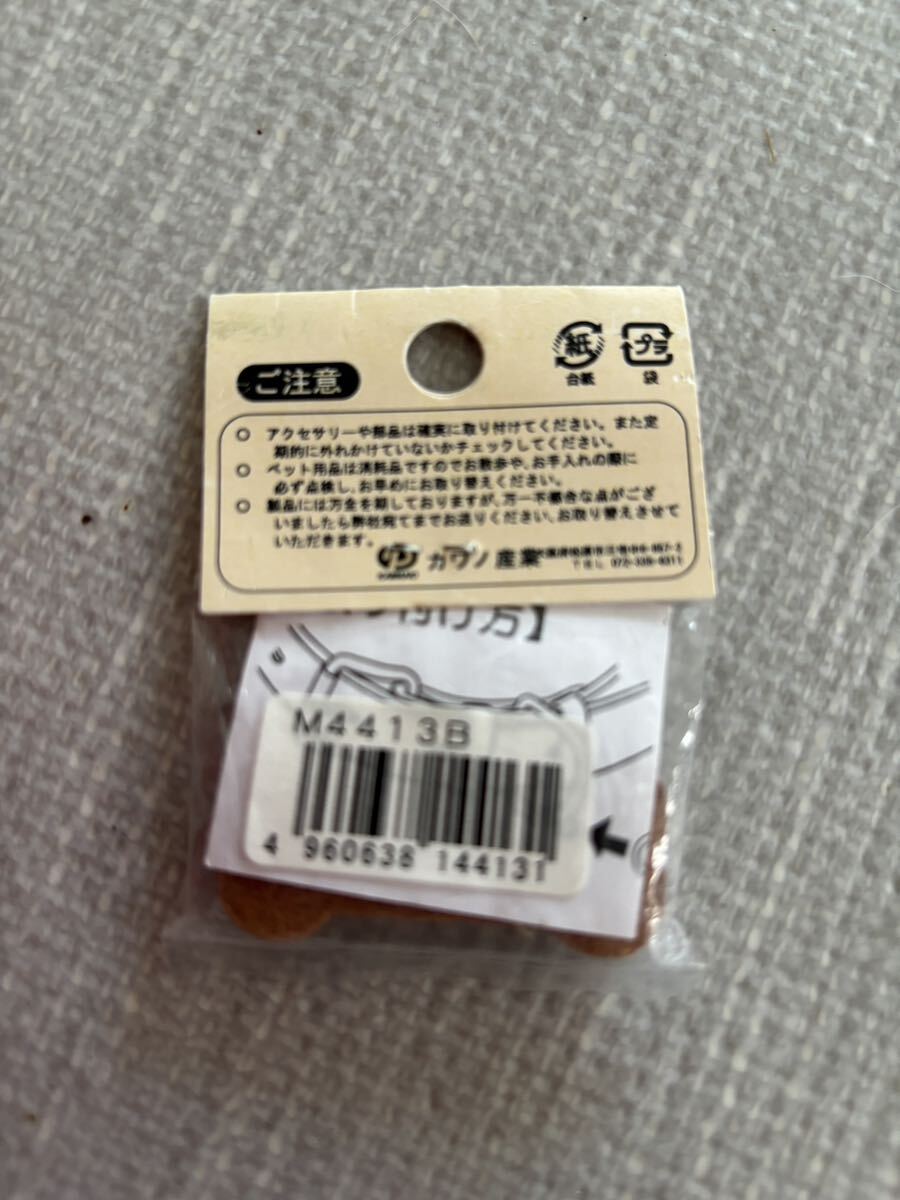 紙
プラ
台紙
袋
ご注意
○ アクセサリーや部品は確実に取り付けてください。また定
期的に外れかけていないかチェックしてください。
○ ペット用品は消耗品ですのでお散歩や、お手入れの際に
必ず点検し、お早めにお取り替えください。
○ 製品には万全を期しておりますが、万一不都合な点がござ
いましたら弊社宛てまでお送りください、お取り替えさせて
いただきます。
カワノ産業
付け方】
M4413B
4 960638 144131